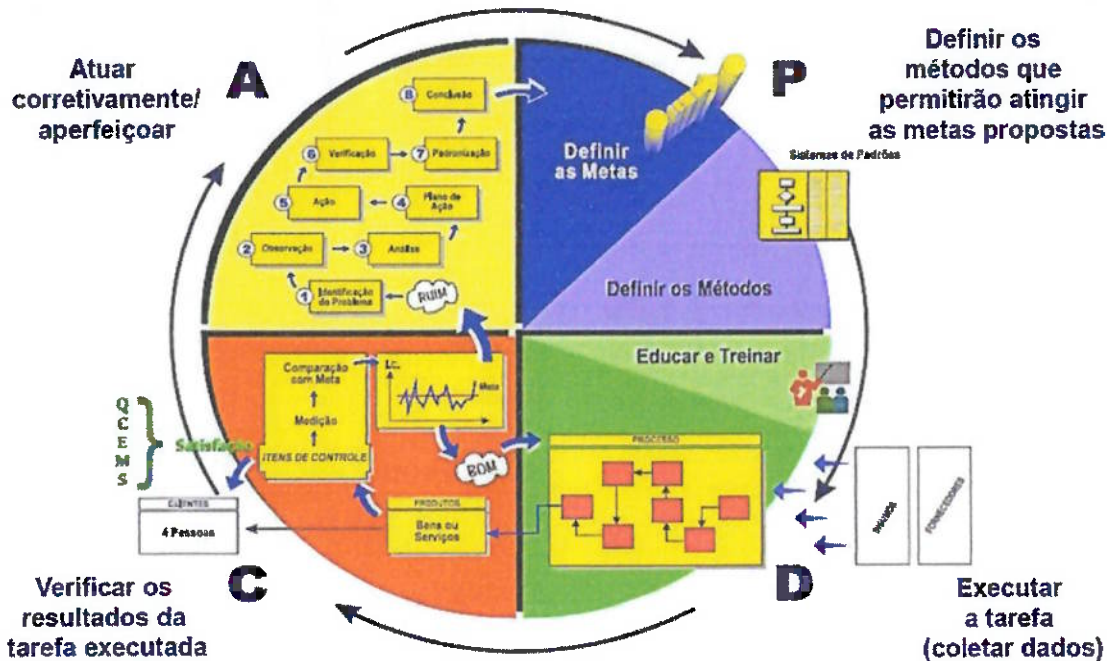 A
Atuar
corretivamente/
aperfeiçoar
P
Definir os
métodos que
permitirão atingir
as metas propostas
Sistemas de Padrões
8 Conclusão
6 Verificação
7 Padronização
5 Ação
4 Plano de
Ação
2 Observação
3 Análise
1 Identificação
do Problema
RUIM
Definir
as Metas
Definir os Métodos
Educar e Treinar
PROCESSO
INSUMOS
FORNECEDORES
D
Executar
a tarefa
(coletar dados)
Comparação
com Meta
Medição
ITENS DE CONTROLE
I.C.
Meta
BOM
PRODUTOS
Bens ou
Serviços
Q
C
E
M
S
Satisfação
CLIENTES
4 Pessoas
C
Verificar os
resultados da
tarefa executada